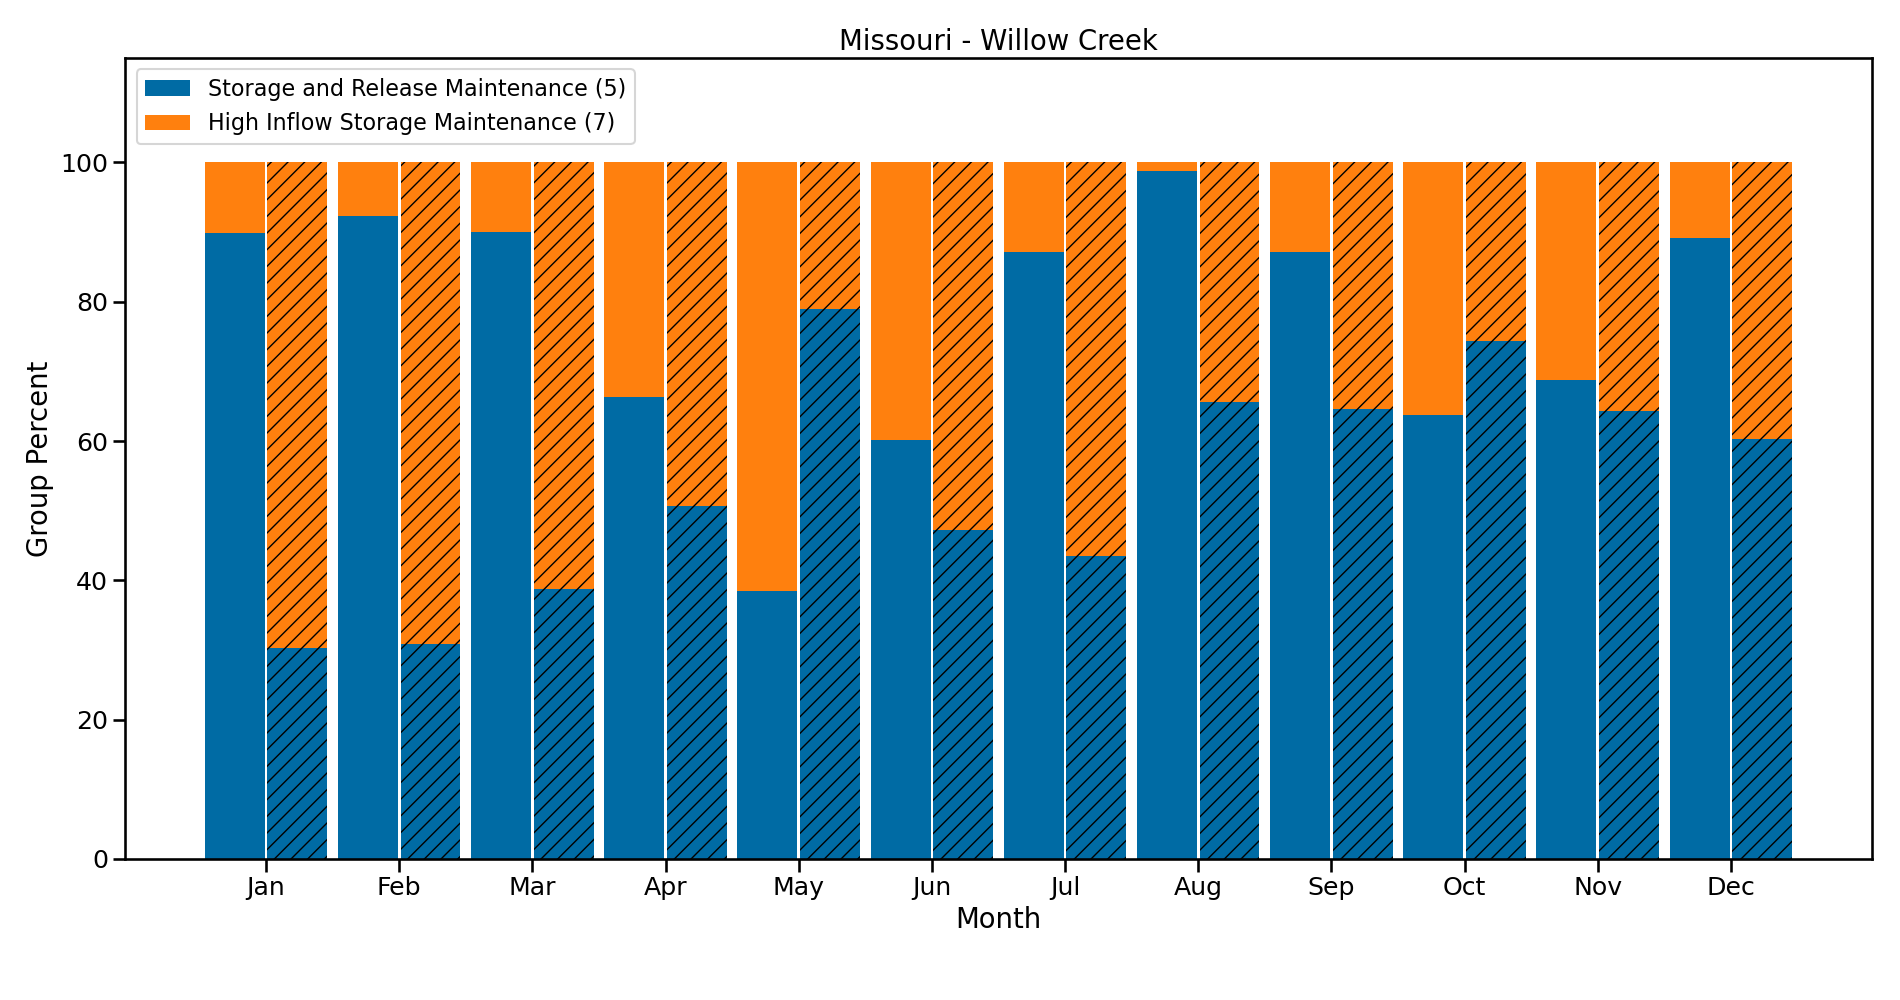 Missouri - Willow Creek
Storage and Release Maintenance (5)
High Inflow Storage Maintenance (7)
100
80
60
40
20
0
Group Percent
Jan Feb Mar Apr May Jun Jul Aug Sep Oct Nov Dec
Month